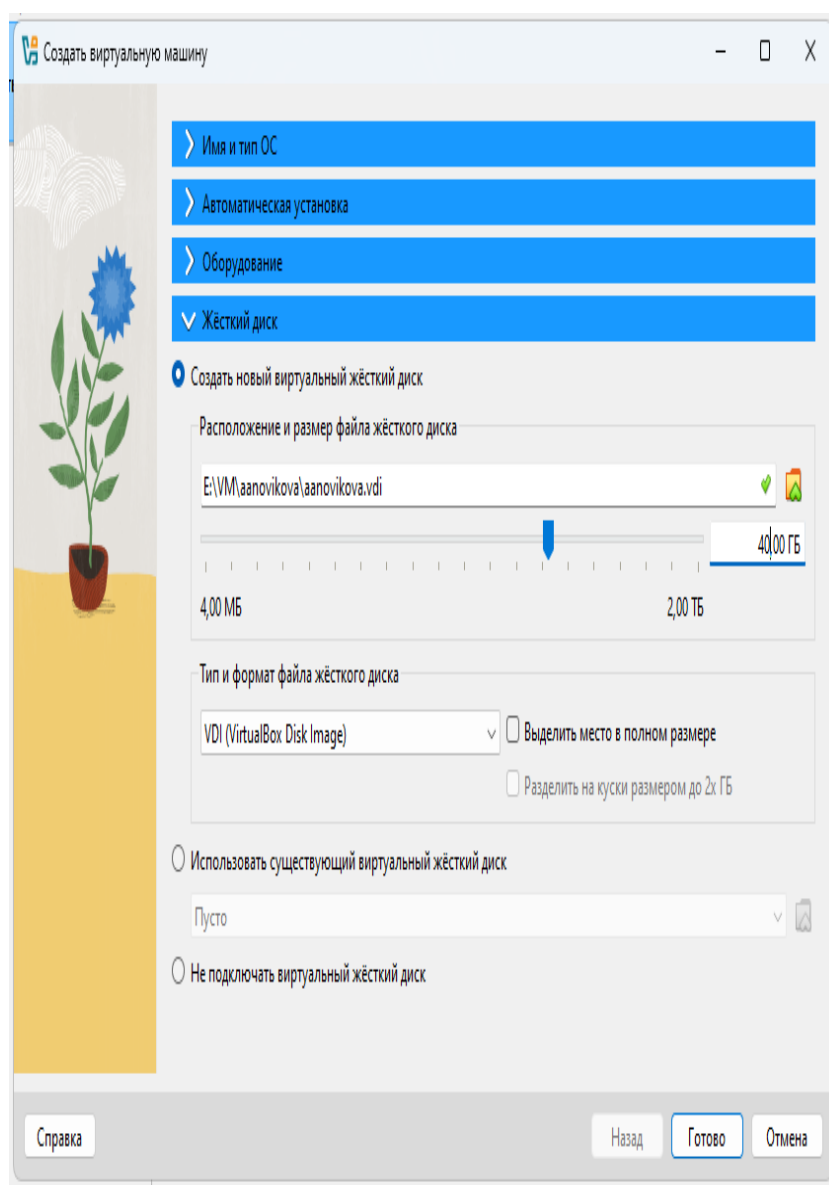 Создать виртуальную машину
Имя и тип ОС
Автоматическая установка
Оборудование
Жёсткий диск
Создать новый виртуальный жёсткий диск
Расположение и размер файла жёсткого диска
E:\VM\aanovikova\aanovikova.vdi
40,00 ГБ
4,00 МБ 2,00 ТБ
Тип и формат файла жёсткого диска
VDI (VirtualBox Disk Image) Выделить место в полном размере
Разделить на куски размером до 2х ГБ
Использовать существующий виртуальный жёсткий диск
Пусто
Не подключать виртуальный жёсткий диск
Справка Назад Готово Отмена